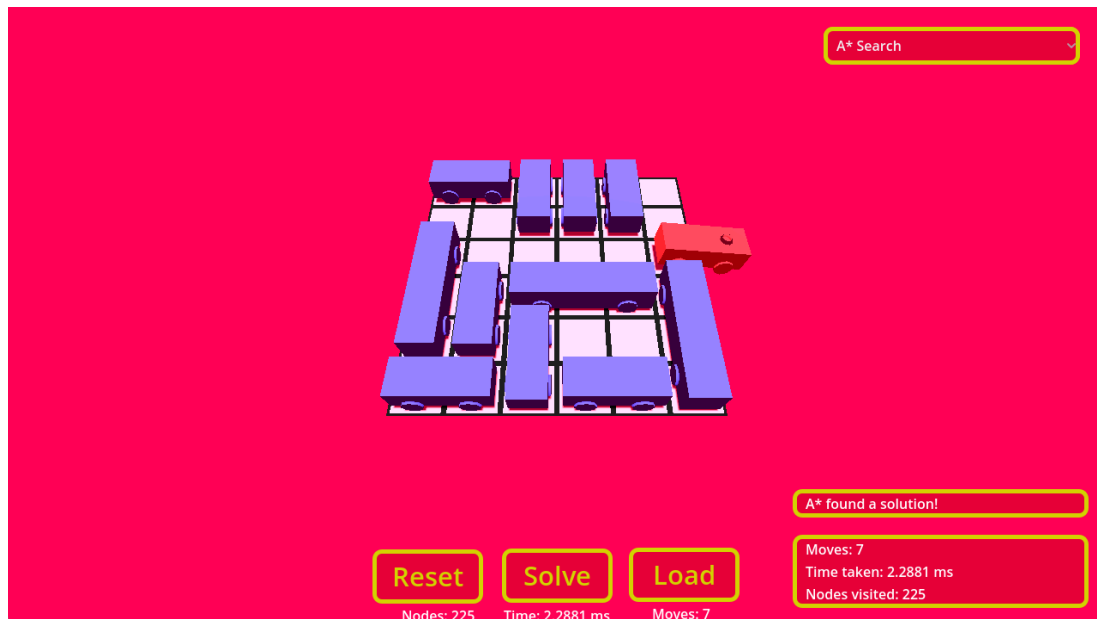 A* Search
A* found a solution!
Moves: 7
Time taken: 2.2881 ms
Nodes visited: 225
Reset
Solve
Load
Nodes: 225
Time: 2.2881 ms
Moves: 7